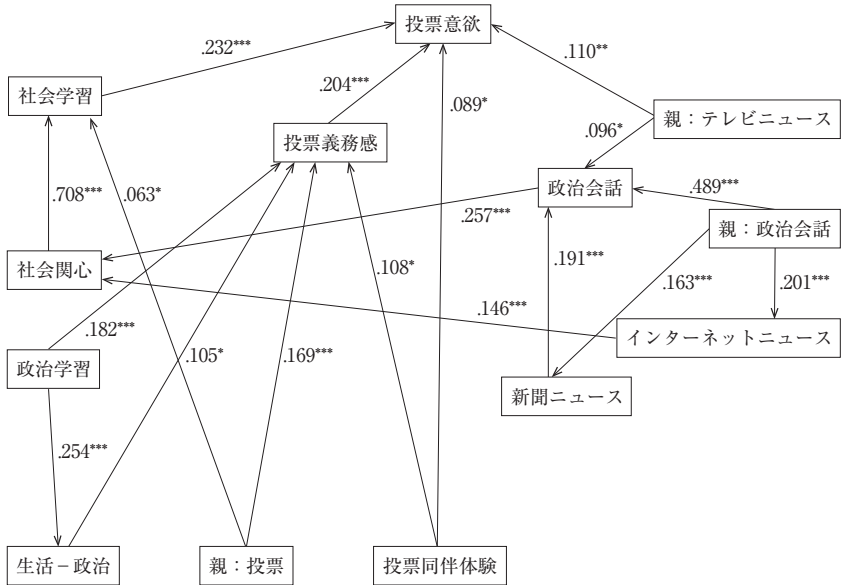 投票意欲
.232***
.110**
社会学習
.204***
.089*
親：テレビニュース
投票義務感
.096*
政治会話
.489***
.708***
.063*
.257***
親：政治会話
社会関心
.108*
.191***
.163***
.201***
.146***
.182***
インターネットニュース
政治学習
.105*
.169***
新聞ニュース
.254***
生活－政治
親：投票
投票同伴体験